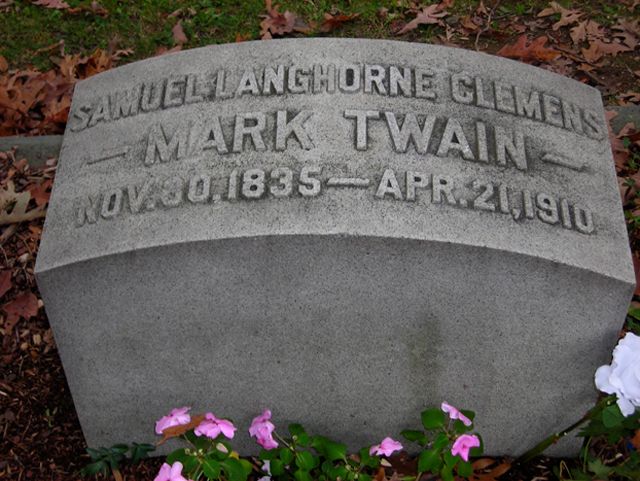 SAMUEL LANGHORNE CLEMENS
— MARK TWAIN —
NOV. 30. 1835 — APR. 21, 1910